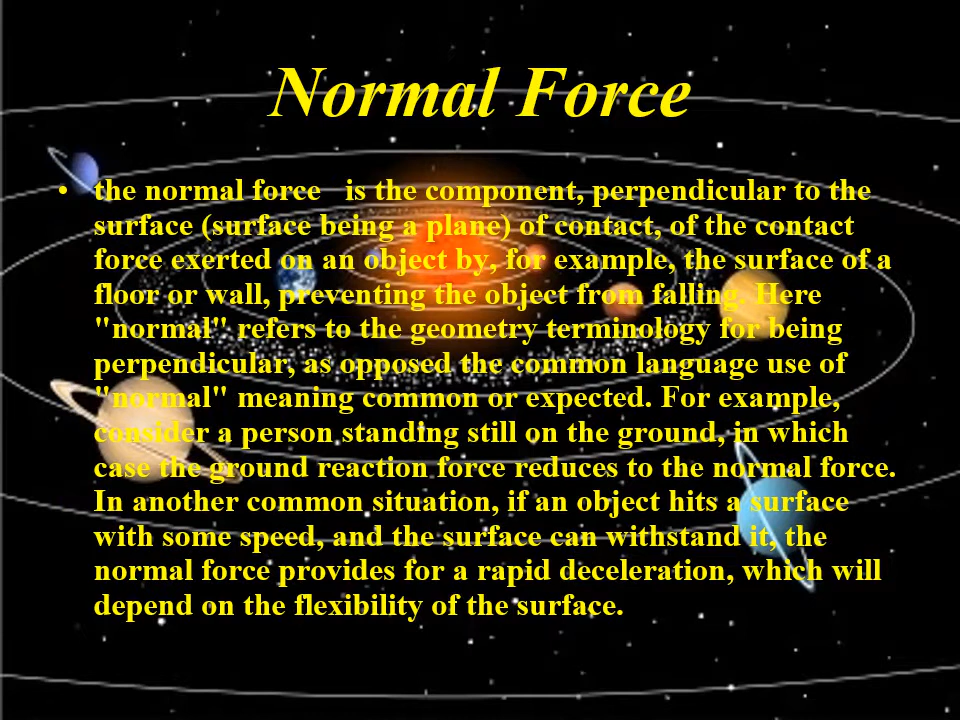 Normal Force
• the normal force   is the component, perpendicular to the
surface (surface being a plane) of contact, of the contact
force exerted on an object by, for example, the surface of a
floor or wall, preventing the object from falling. Here
"normal" refers to the geometry terminology for being
perpendicular, as opposed the common language use of
"normal" meaning common or expected. For example,
consider a person standing still on the ground, in which
case the ground reaction force reduces to the normal force.
In another common situation, if an object hits a surface
with some speed, and the surface can withstand it, the
normal force provides for a rapid deceleration, which will
depend on the flexibility of the surface.